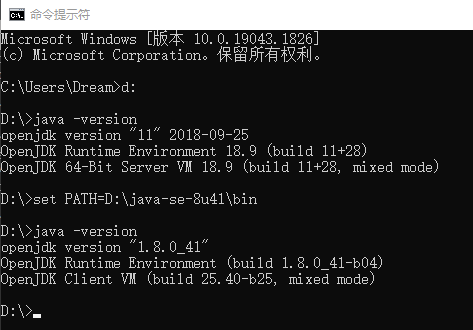 命令提示符
Microsoft Windows [版本 10.0.19043.1826]
(c) Microsoft Corporation。保留所有权利。
C:\Users\Dream>d:
D:\>java -version
openjdk version "11" 2018-09-25
OpenJDK Runtime Environment 18.9 (build 11+28)
OpenJDK 64-Bit Server VM 18.9 (build 11+28, mixed mode)
D:\>set PATH=D:\java-se-8u41\bin
D:\>java -version
openjdk version "1.8.0_41"
OpenJDK Runtime Environment (build 1.8.0_41-b04)
OpenJDK Client VM (build 25.40-b25, mixed mode)
D:\>